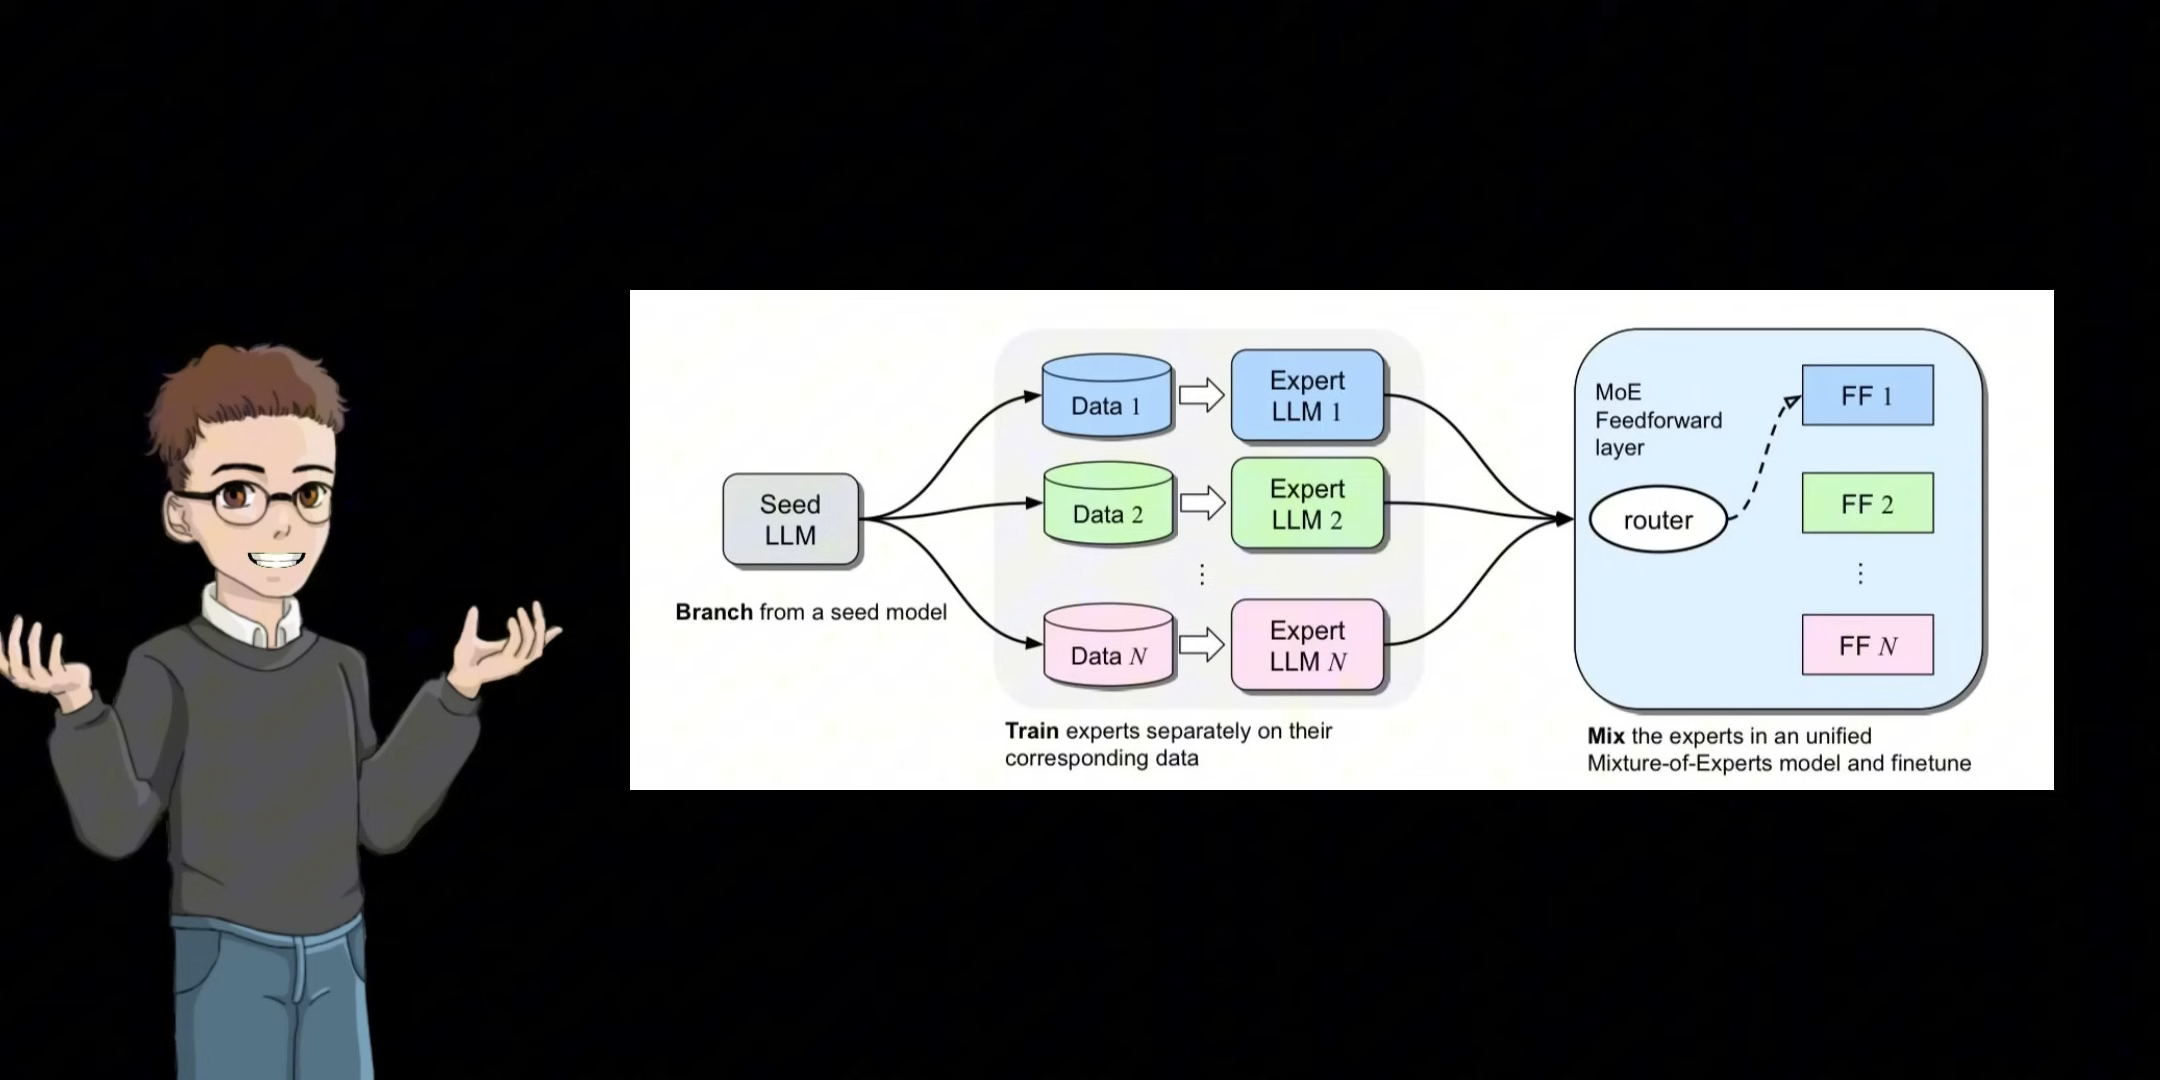 Seed
LLM
Branch from a seed model
Data 1
Expert
LLM 1
Data 2
Expert
LLM 2
⋮
Data N
Expert
LLM N
Train experts separately on their
corresponding data
MoE
Feedforward
layer
router
FF 1
FF 2
⋮
FF N
Mix the experts in an unified
Mixture-of-Experts model and finetune